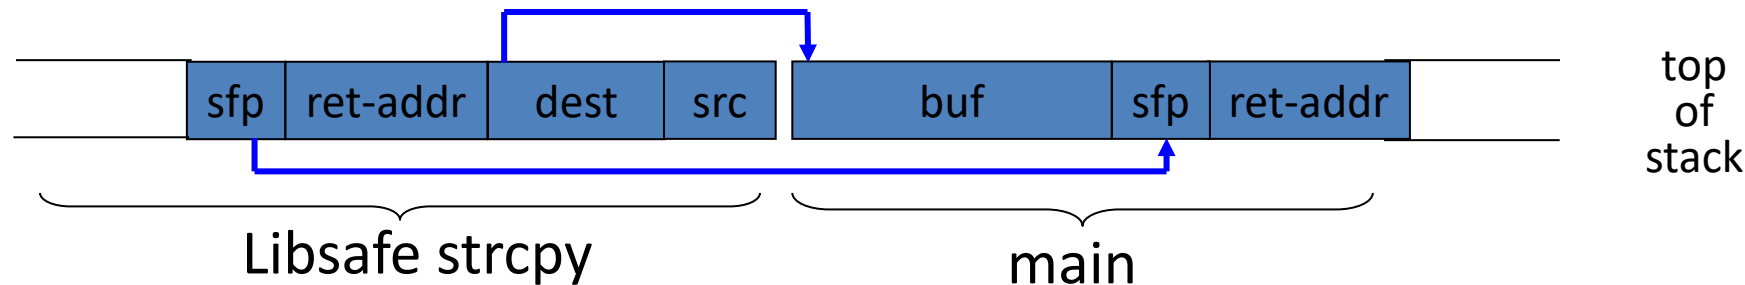 sfp ret-addr dest src buf sfp ret-addr
top
of
stack
Libsafe strcpy
main